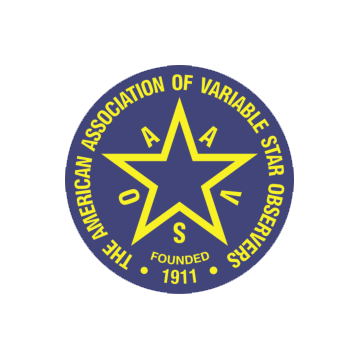 THE AMERICAN ASSOCIATION OF VARIABLE STAR OBSERVERS
A A V S O
FOUNDED
• 1911 •